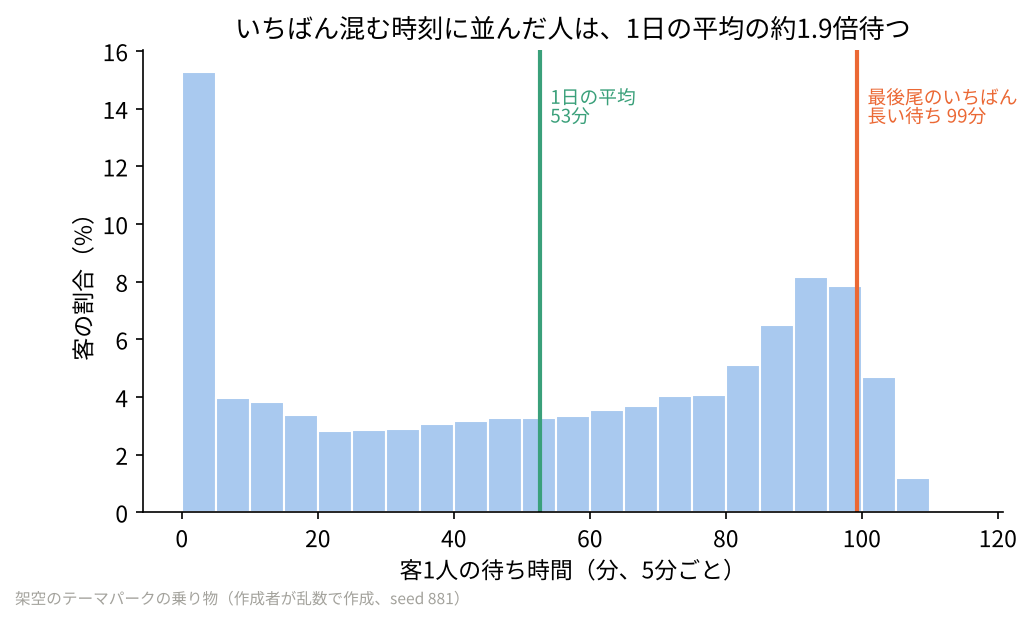 いちばん混む時刻に並んだ人は、1日の平均の約1.9倍待つ
16
14
12
10
8
6
4
2
0
客の割合（%）
1日の平均
53分
最後尾のいちばん
長い待ち 99分
0
20
40
60
80
100
120
客1人の待ち時間（分、5分ごと）
架空のテーマパークの乗り物（作成者が乱数で作成、seed 881）